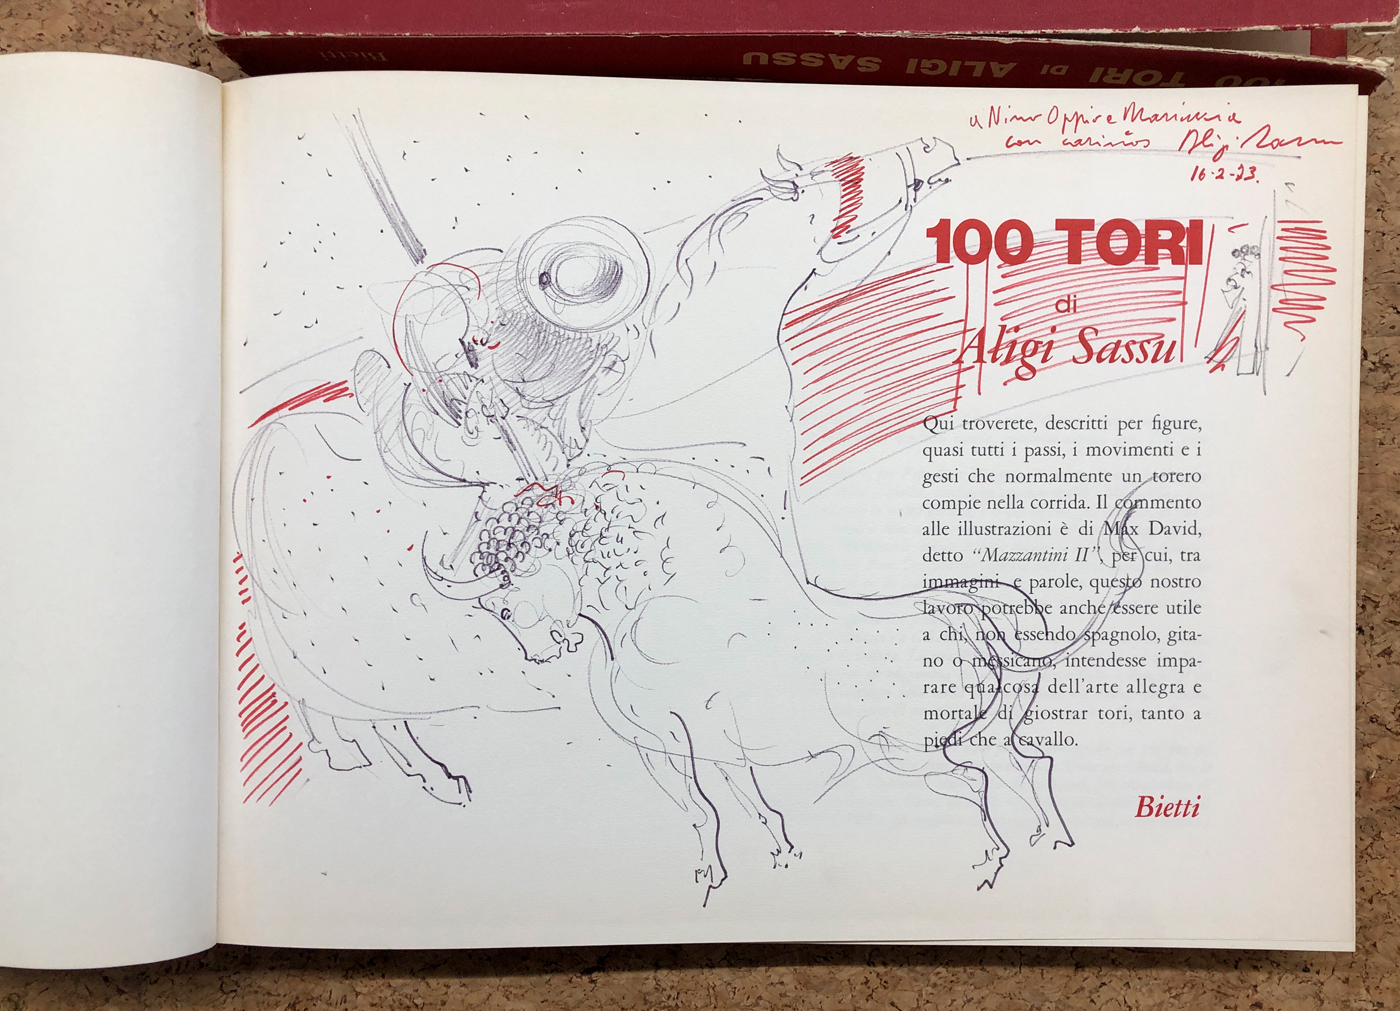 Bietti
100 TORI DI ALIGI SASSU
a Nino Oppi e Mariuccia
con cariños Aligi Sassu
16-2-73.
100 TORI
di
Aligi Sassu
Qui troverete, descritti per figure,
quasi tutti i passi, i movimenti e i
gesti che normalmente un torero
compie nella corrida. Il commento
alle illustrazioni è di Max David,
detto “Mazzantini II”, per cui, tra
immagini e parole, questo nostro
lavoro potrebbe anche essere utile
a chi, non essendo spagnolo, gita-
no o messicano, intendesse impa-
rare qualcosa dell'arte allegra e
mortale di giostrar tori, tanto a
piedi che a cavallo.
Bietti